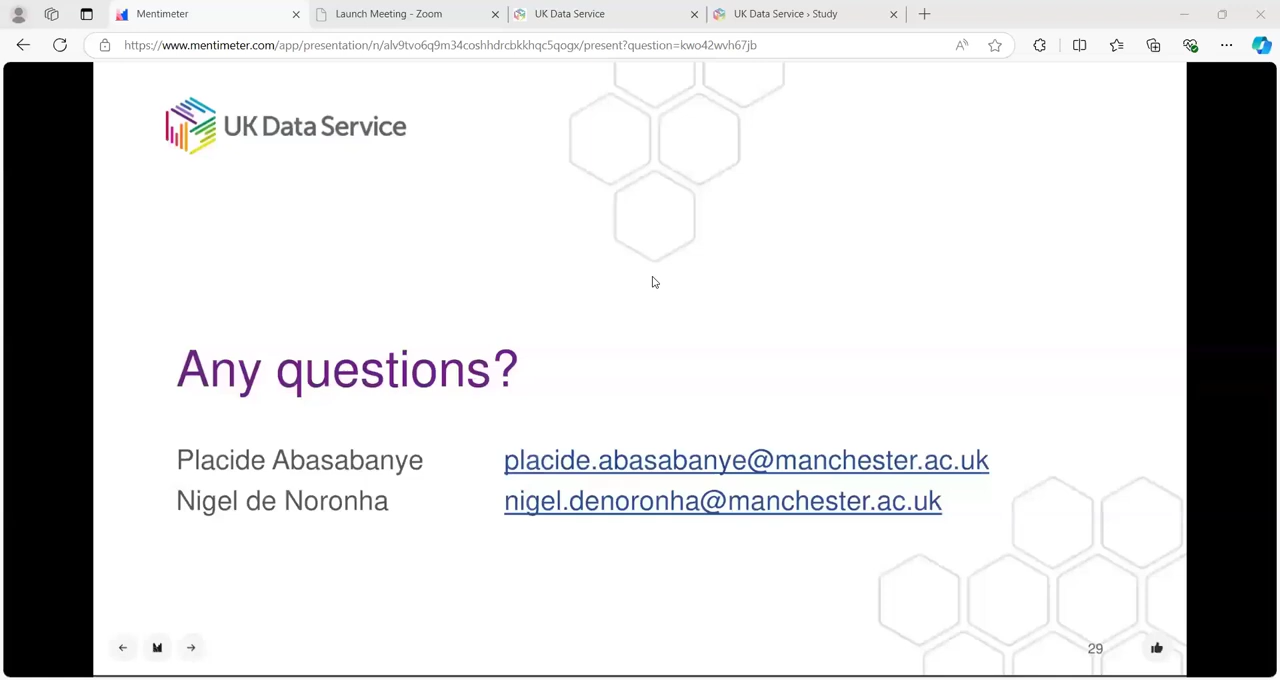 Mentimeter
Launch Meeting - Zoom
UK Data Service
UK Data Service › Study
https://www.mentimeter.com/app/presentation/n/alv9tvo6q9m34coshhdrcbkkhqc5qogx/present?question=kwo42wvh67jb
UK Data Service
Any questions?
Placide Abasabanye placide.abasabanye@manchester.ac.uk
Nigel de Noronha nigel.denoronha@manchester.ac.uk
29